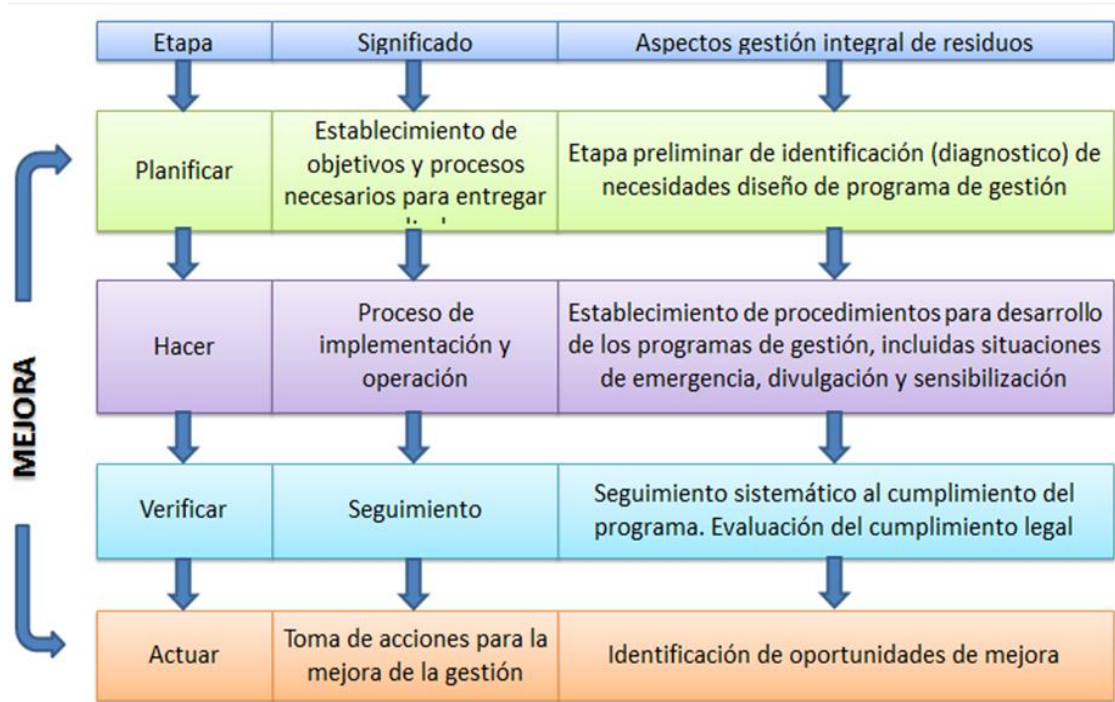 Etapa
Significado
Aspectos gestión integral de residuos
Planificar
Establecimiento de
objetivos y procesos
necesarios para entregar
Etapa preliminar de identificación (diagnostico) de
necesidades diseño de programa de gestión
Hacer
Proceso de
implementación y
operación
Establecimiento de procedimientos para desarrollo
de los programas de gestión, incluidas situaciones
de emergencia, divulgación y sensibilización
Verificar
Seguimiento
Seguimiento sistemático al cumplimiento del
programa. Evaluación del cumplimiento legal
Actuar
Toma de acciones para la
mejora de la gestión
Identificación de oportunidades de mejora
MEJORA